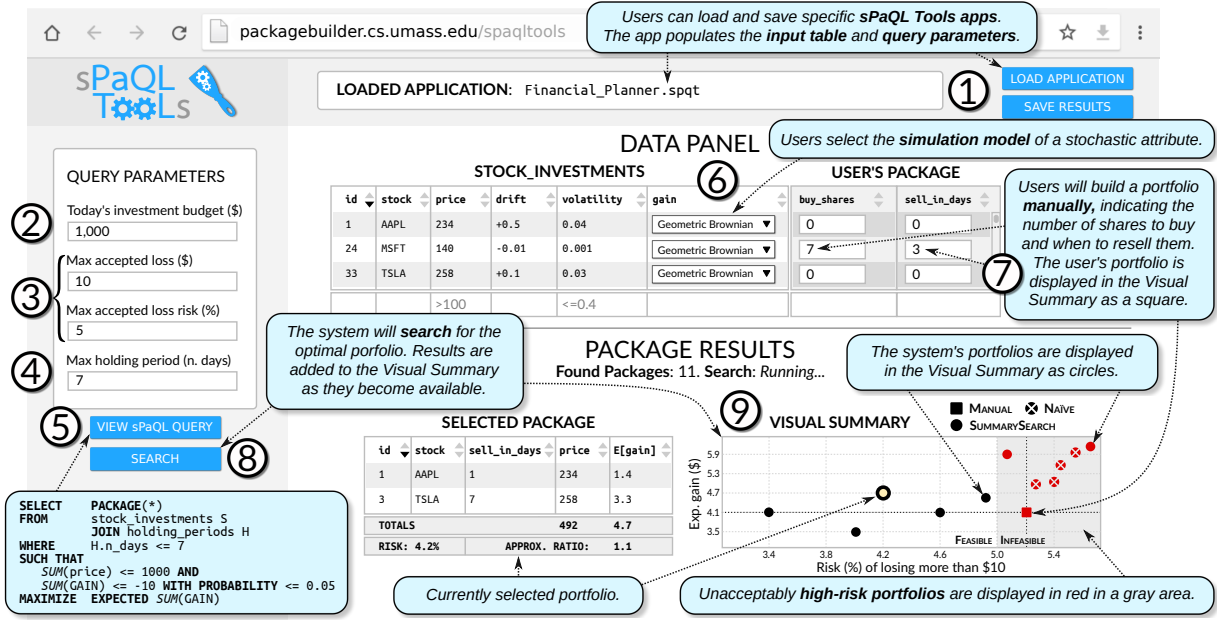 packagebuilder.cs.umass.edu/spaqltools
Users can load and save specific sPaQL Tools apps.
The app populates the input table and query parameters.
sPaQL
TooLs
LOADED APPLICATION: Financial_Planner.spqt
1
LOAD APPLICATION
SAVE RESULTS
QUERY PARAMETERS
2
Today's investment budget ($)
1,000
3
Max accepted loss ($)
10
Max accepted loss risk (%)
5
4
Max holding period (n. days)
7
5
VIEW sPaQL QUERY
SEARCH
8
SELECT PACKAGE(*)
FROM stock_investments S
JOIN holding_periods H
WHERE H.n_days <= 7
SUCH THAT
SUM(price) <= 1000 AND
SUM(GAIN) <= -10 WITH PROBABILITY <= 0.05
MAXIMIZE EXPECTED SUM(GAIN)
DATA PANEL
Users select the simulation model of a stochastic attribute.
STOCK_INVESTMENTS
6
USER'S PACKAGE
id stock price drift volatility gain buy_shares sell_in_days
1 AAPL 234 +0.5 0.04 Geometric Brownian ▼ 0 0
24 MSFT 140 -0.01 0.001 Geometric Brownian ▼ 7 3
33 TSLA 258 +0.1 0.03 Geometric Brownian ▼ 0 0
>100 <=0.4
7
Users will build a portfolio
manually, indicating the
number of shares to buy
and when to resell them.
The user's portfolio is
displayed in the Visual
Summary as a square.
The system will search for the
optimal porfolio. Results are
added to the Visual Summary
as they become available.
PACKAGE RESULTS
Found Packages: 11. Search: Running...
The system's portfolios are displayed
in the Visual Summary as circles.
SELECTED PACKAGE
id stock sell_in_days price E[gain]
1 AAPL 1 234 1.4
3 TSLA 7 258 3.3
TOTALS 492 4.7
RISK: 4.2% APPROX. RATIO: 1.1
Currently selected portfolio.
9
VISUAL SUMMARY
MANUAL NAÏVE
SUMMARYSEARCH
Exp. gain ($)
5.9
5.3
4.7
4.1
3.5
FEASIBLE INFEASIBLE
3.4 3.8 4.2 4.6 5.0 5.4
Risk (%) of losing more than $10
Unacceptably high-risk portfolios are displayed in red in a gray area.